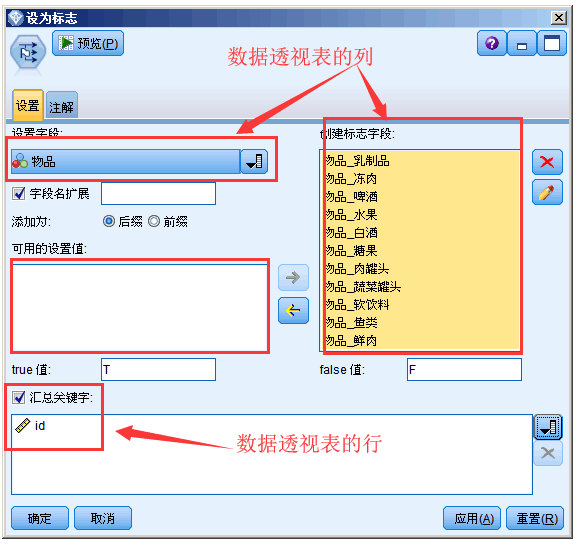 设为标志
预览(P)
数据透视表的列
设置 注解
设置字段: 创建标志字段:
物品
字段名扩展
添加为: 后缀 前缀
可用的设置值:
物品_乳制品
物品_冻肉
物品_啤酒
物品_水果
物品_白酒
物品_糖果
物品_肉罐头
物品_蔬菜罐头
物品_软饮料
物品_鱼类
物品_鲜肉
true 值: T false 值: F
汇总关键字:
id
数据透视表的行
确定 取消 应用(A) 重置(R)